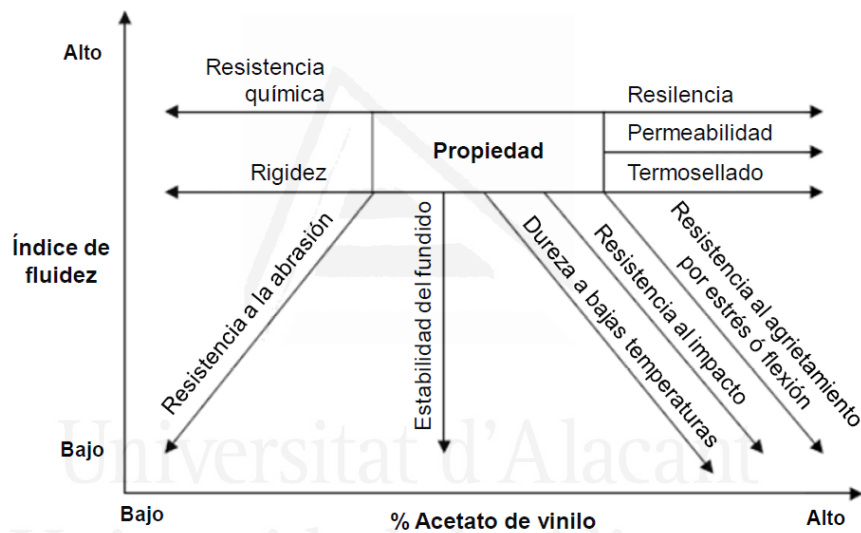 Alto
Resistencia
química
Resilencia
Permeabilidad
Propiedad
Rigidez
Termosellado
Índice de
fluidez
Resistencia a la abrasión
Estabilidad del fundido
Dureza a bajas temperaturas
Resistencia al impacto
Resistencia al agrietamiento
por estrés ó flexión
Bajo
Universitat d'Alacant
Bajo
% Acetato de vinilo
Alto